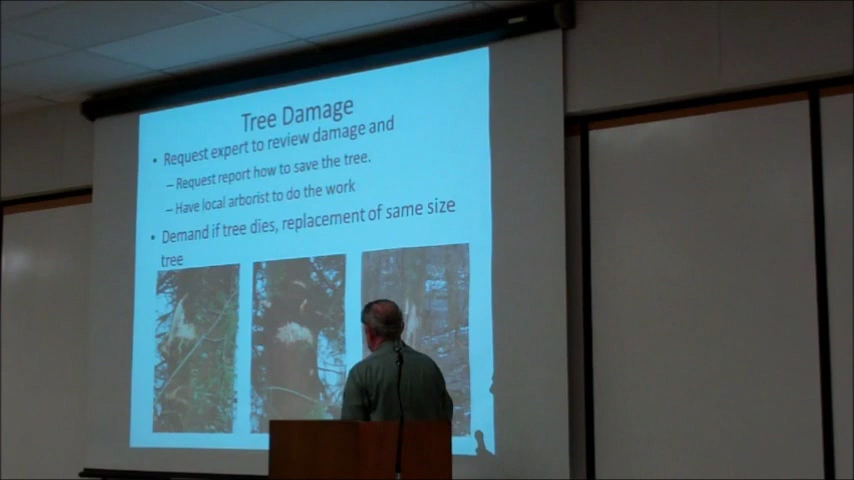 Tree Damage
• Request expert to review damage and
– Request report how to save the tree.
– Have local arborist to do the work
• Demand if tree dies, replacement of same size
tree